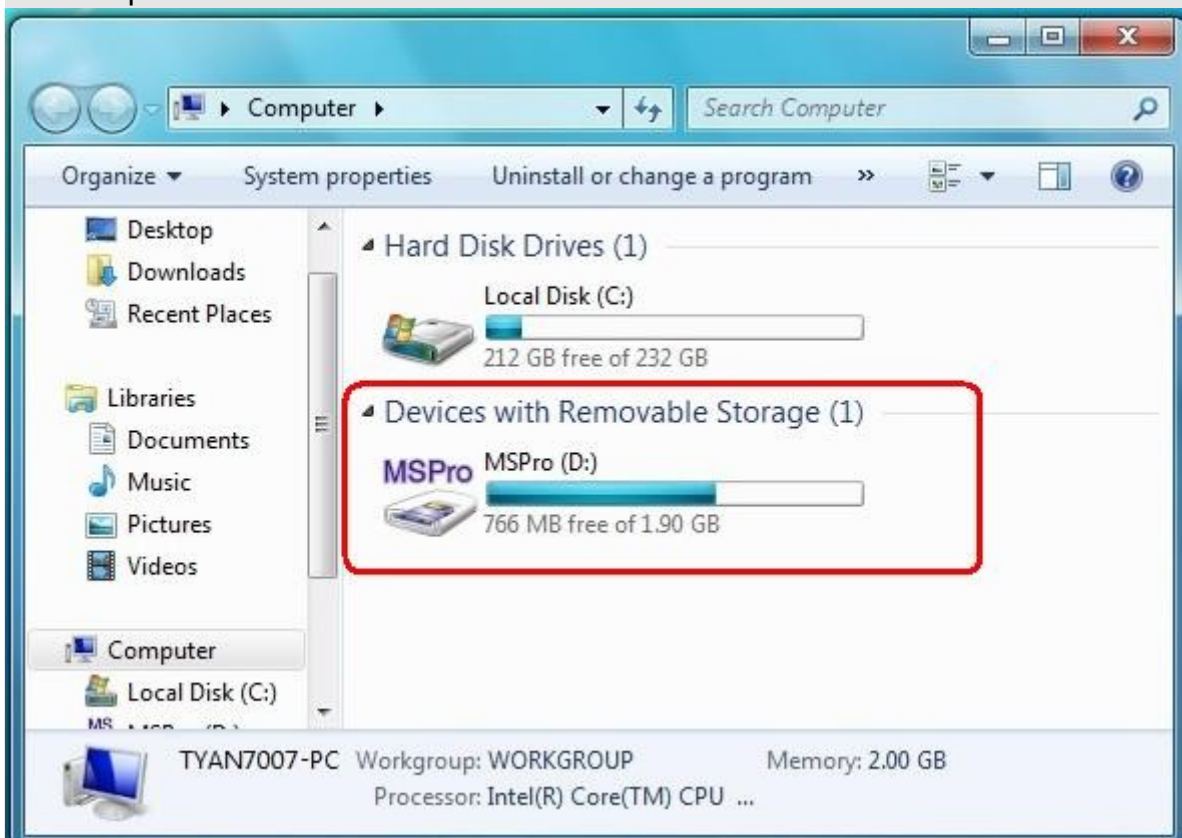 Computer
Search Computer
Organize System properties Uninstall or change a program »
Desktop
Downloads
Recent Places
Libraries
Documents
Music
Pictures
Videos
Computer
Local Disk (C:)
MS
Hard Disk Drives (1)
Local Disk (C:)
212 GB free of 232 GB
Devices with Removable Storage (1)
MSPro
MSPro (D:)
766 MB free of 1.90 GB
TYAN7007-PC Workgroup: WORKGROUP Memory: 2.00 GB
Processor: Intel(R) Core(TM) CPU ...